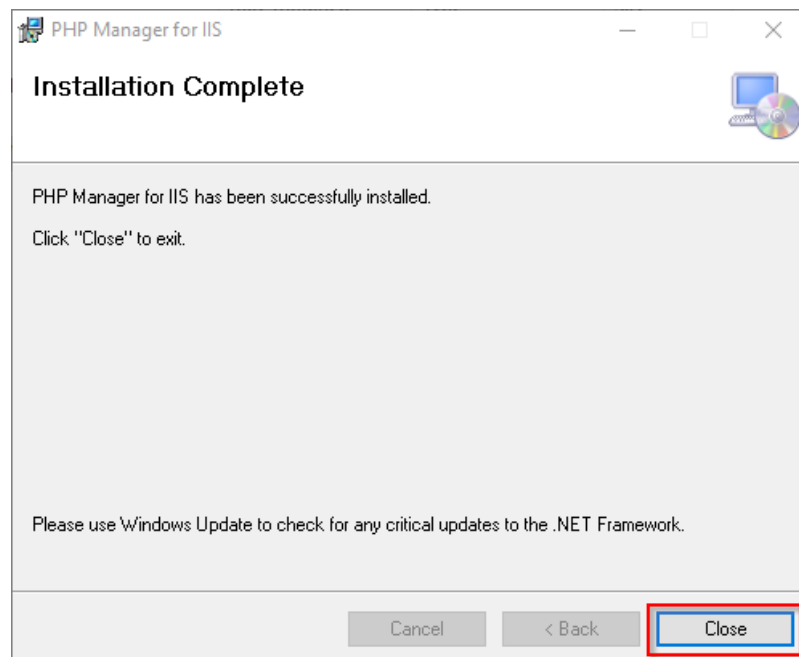 PHP Manager for IIS
Installation Complete
PHP Manager for IIS has been successfully installed.
Click "Close" to exit.
Please use Windows Update to check for any critical updates to the .NET Framework.
Cancel
< Back
Close